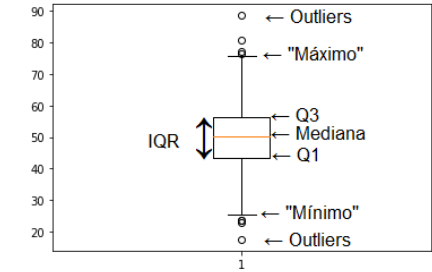 90
← Outliers
80
← "Máximo"
70
60
← Q3
IQR
50
← Mediana
← Q1
40
30
← "Mínimo"
20
← Outliers
1